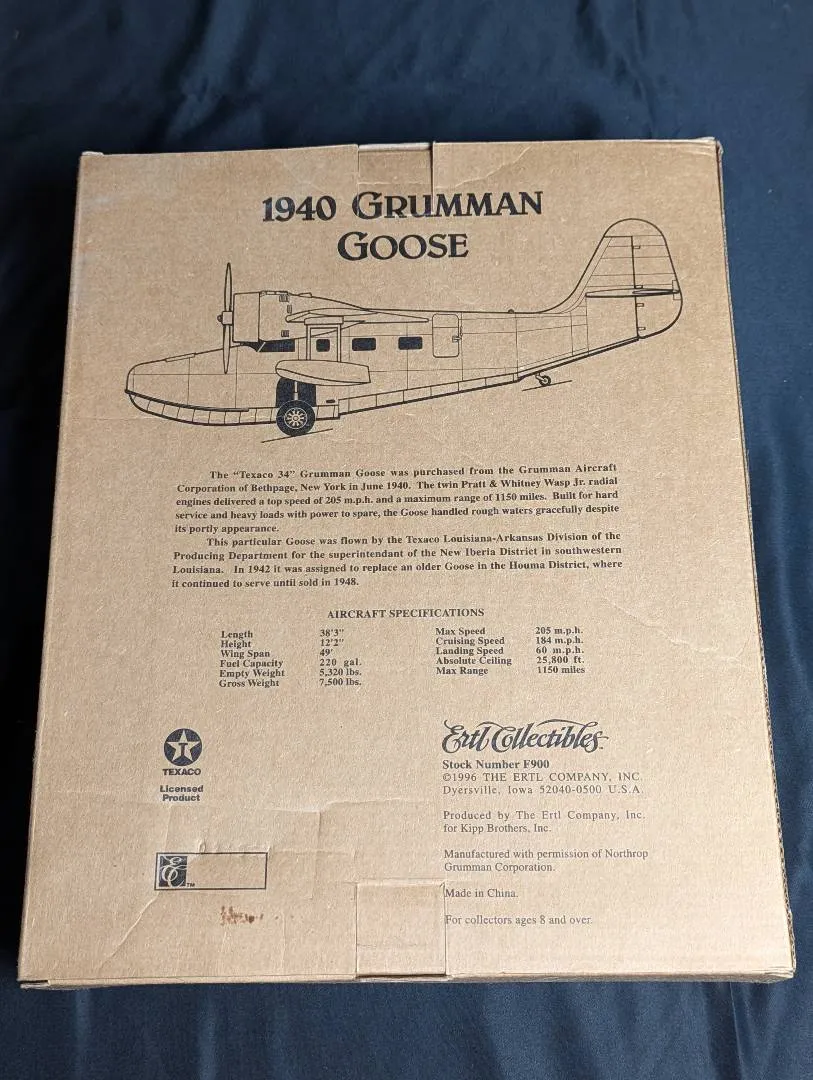 1940 GRUMMAN
GOOSE
The "Texaco 34" Grumman Goose was purchased from the Grumman Aircraft
Corporation of Bethpage, New York in June 1940. The twin Pratt & Whitney Wasp Jr. radial
engines delivered a top speed of 205 m.p.h. and a maximum range of 1150 miles. Built for hard
service and heavy loads with power to spare, the Goose handled rough waters gracefully despite
its portly appearance.
This particular Goose was flown by the Texaco Louisiana-Arkansas Division of the
Producing Department for the superintendant of the New Iberia District in southwestern
Louisiana. In 1942 it was assigned to replace an older Goose in the Houma District, where
it continued to serve until sold in 1948.
AIRCRAFT SPECIFICATIONS
Length 38'3"
Height 12'2"
Wing Span 49'
Fuel Capacity 220 gal.
Empty Weight 5,320 lbs.
Gross Weight 7,500 lbs.
Max Speed 205 m.p.h.
Cruising Speed 184 m.p.h.
Landing Speed 60 m.p.h.
Absolute Ceiling 25,800 ft.
Max Range 1150 miles
T
TEXACO
Licensed
Product
E TM
Ertl Collectibles
Stock Number F900
©1996 THE ERTL COMPANY, INC.
Dyersville, Iowa 52040-0500 U.S.A.
Produced by The Ertl Company, Inc.
for Kipp Brothers, Inc.
Manufactured with permission of Northrop
Grumman Corporation.
Made in China.
For collectors ages 8 and over.